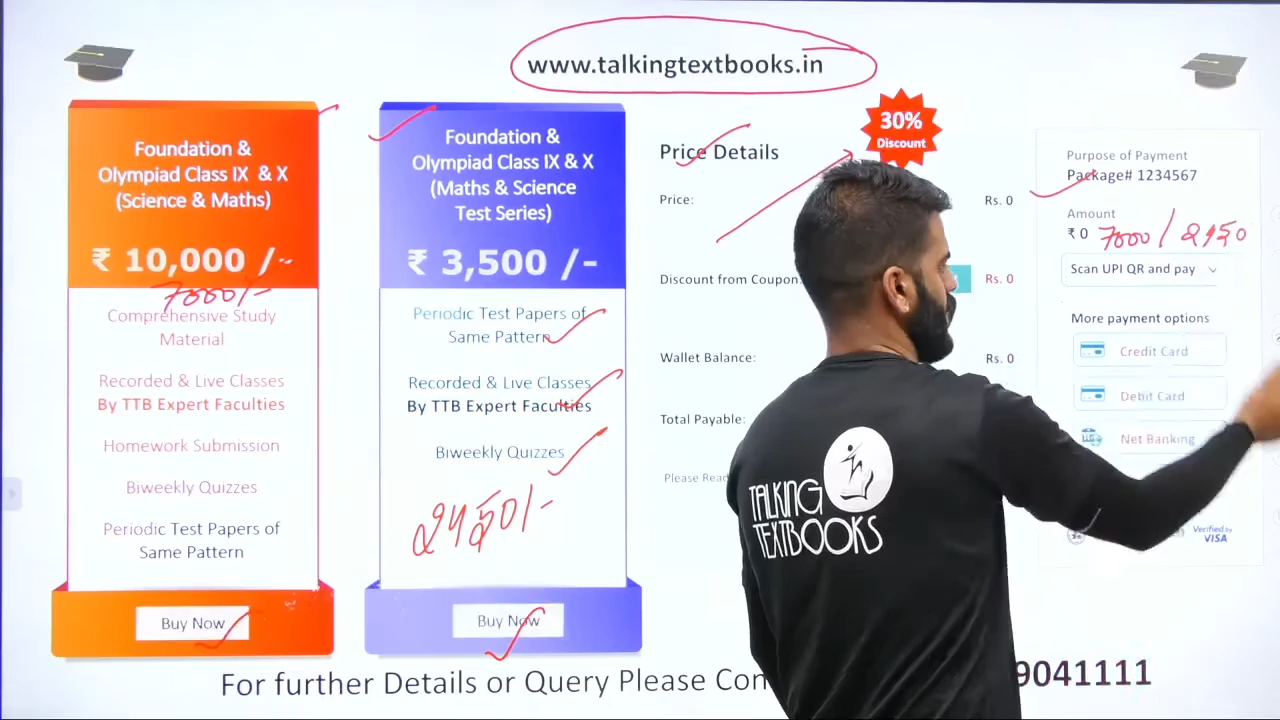 www.talkingtextbooks.in
Foundation &
Olympiad Class IX & X
(Science & Maths)
₹ 10,000 /-
7000/-
Comprehensive Study
Material
Recorded & Live Classes
By TTB Expert Faculties
Homework Submission
Biweekly Quizzes
Periodic Test Papers of
Same Pattern
Buy Now
Foundation &
Olympiad Class IX & X
(Maths & Science
Test Series)
₹ 3,500 /-
Periodic Test Papers of
Same Pattern
Recorded & Live Classes
By TTB Expert Faculties
Biweekly Quizzes
2450/-
Buy Now
30%
Discount
Price Details
Price: Rs. 0
Discount from Coupon: Rs. 0
Wallet Balance: Rs. 0
Total Payable:
Please Read
Purpose of Payment
Package# 1234567
Amount
₹ 0 7000 / 2450
Scan UPI QR and pay
More payment options
Credit Card
Debit Card
Net Banking
Verified by
VISA
TALKING
TEXTBOOKS
For further Details or Query Please Con 9041111